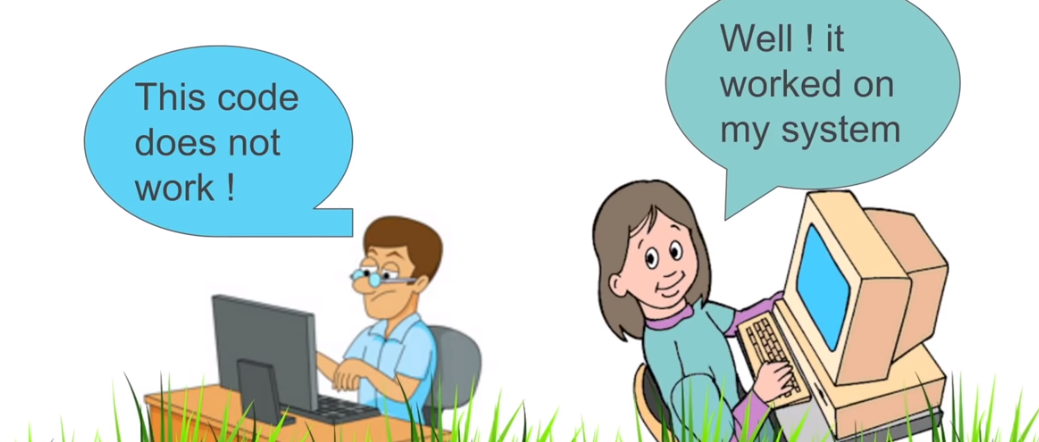 This code
does not
work !
Well ! it
worked on
my system